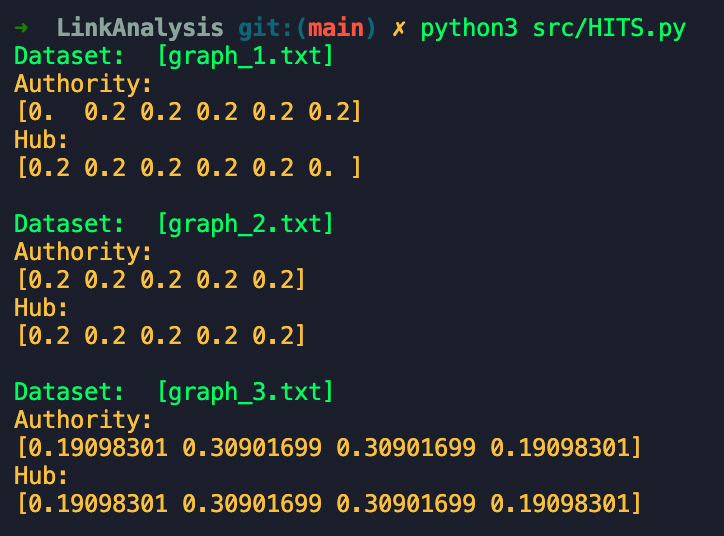 ➜  LinkAnalysis git:(main) ✗ python3 src/HITS.py
Dataset:  [graph_1.txt]
Authority:
[0.  0.2 0.2 0.2 0.2 0.2]
Hub:
[0.2 0.2 0.2 0.2 0.2 0. ]

Dataset:  [graph_2.txt]
Authority:
[0.2 0.2 0.2 0.2 0.2]
Hub:
[0.2 0.2 0.2 0.2 0.2]

Dataset:  [graph_3.txt]
Authority:
[0.19098301 0.30901699 0.30901699 0.19098301]
Hub:
[0.19098301 0.30901699 0.30901699 0.19098301]